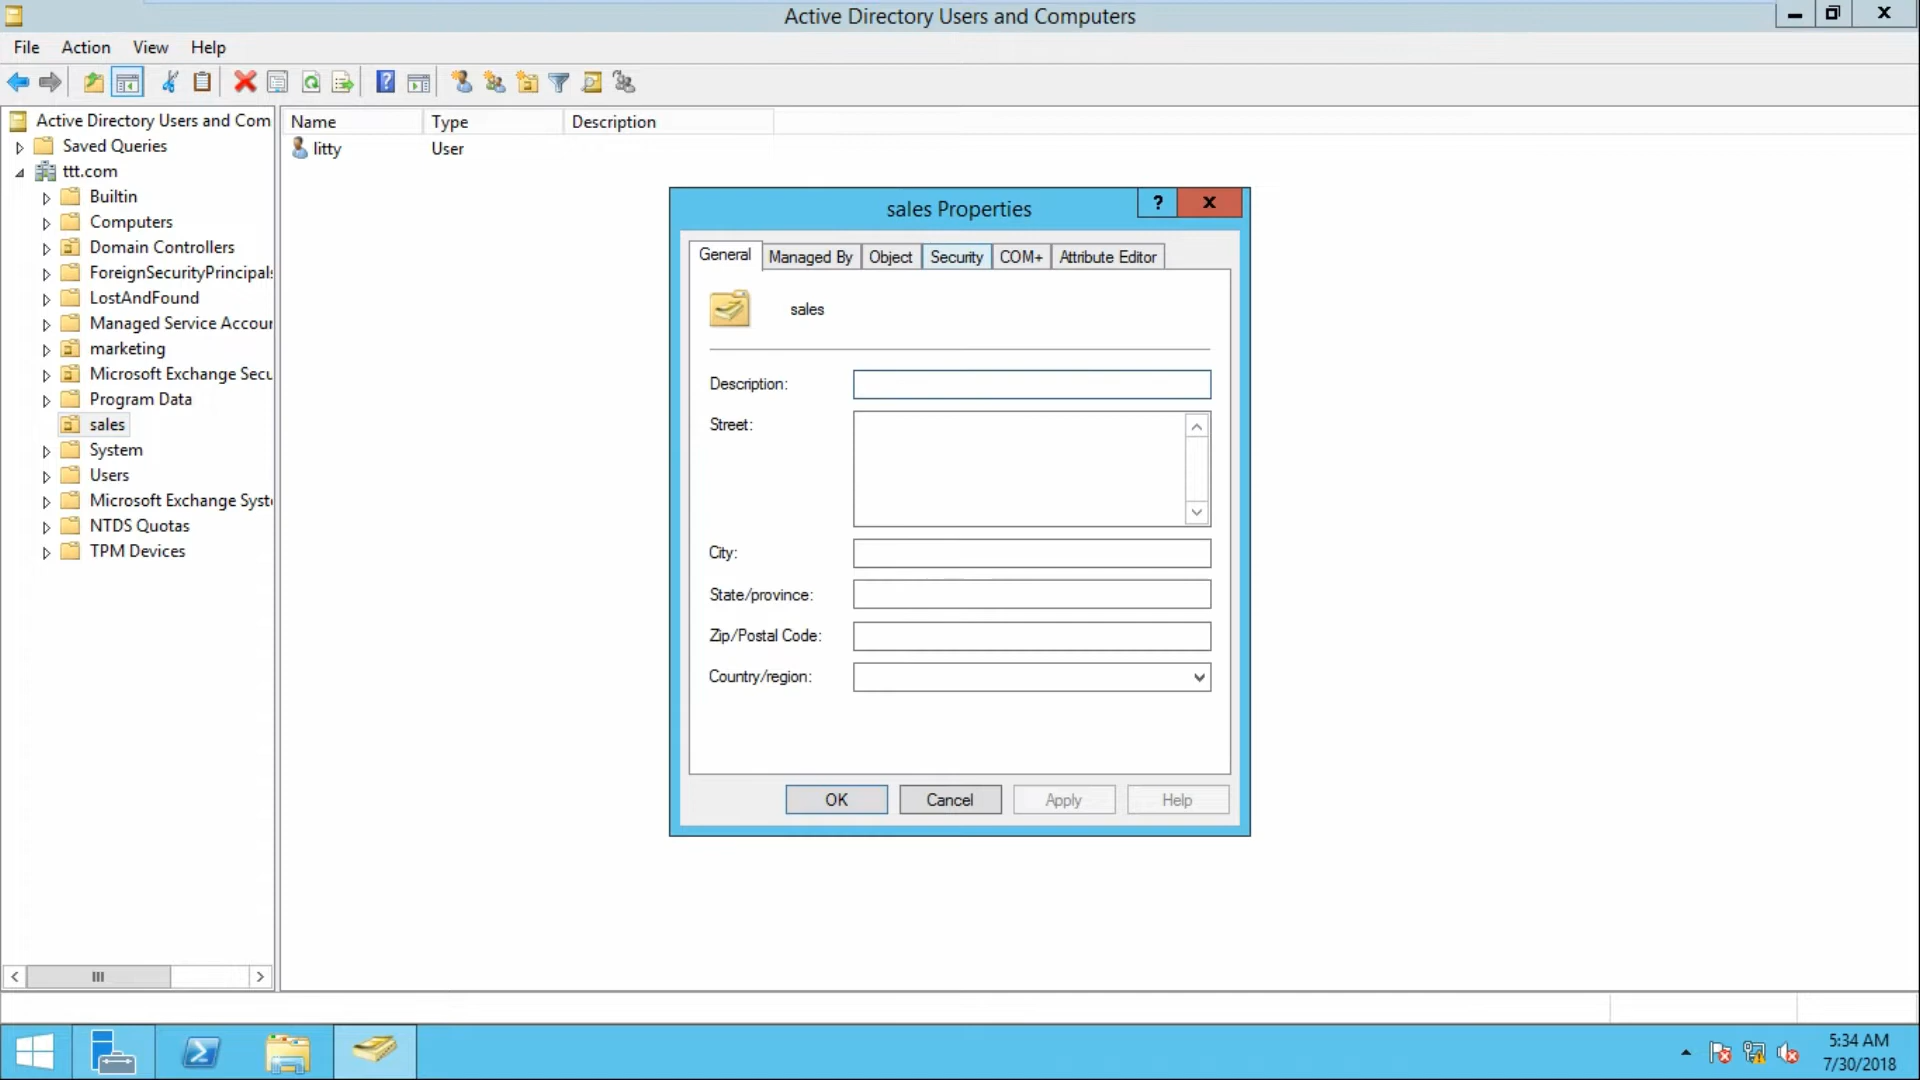 Active Directory Users and Computers
File Action View Help
Active Directory Users and Com
Saved Queries
ttt.com
Builtin
Computers
Domain Controllers
ForeignSecurityPrincipals
LostAndFound
Managed Service Accour
marketing
Microsoft Exchange Secu
Program Data
sales
System
Users
Microsoft Exchange Syst
NTDS Quotas
TPM Devices
Name Type Description
litty User
sales Properties
General Managed By Object Security COM+ Attribute Editor
sales
Description:
Street:
City:
State/province:
Zip/Postal Code:
Country/region:
OK Cancel Apply Help
5:34 AM
7/30/2018